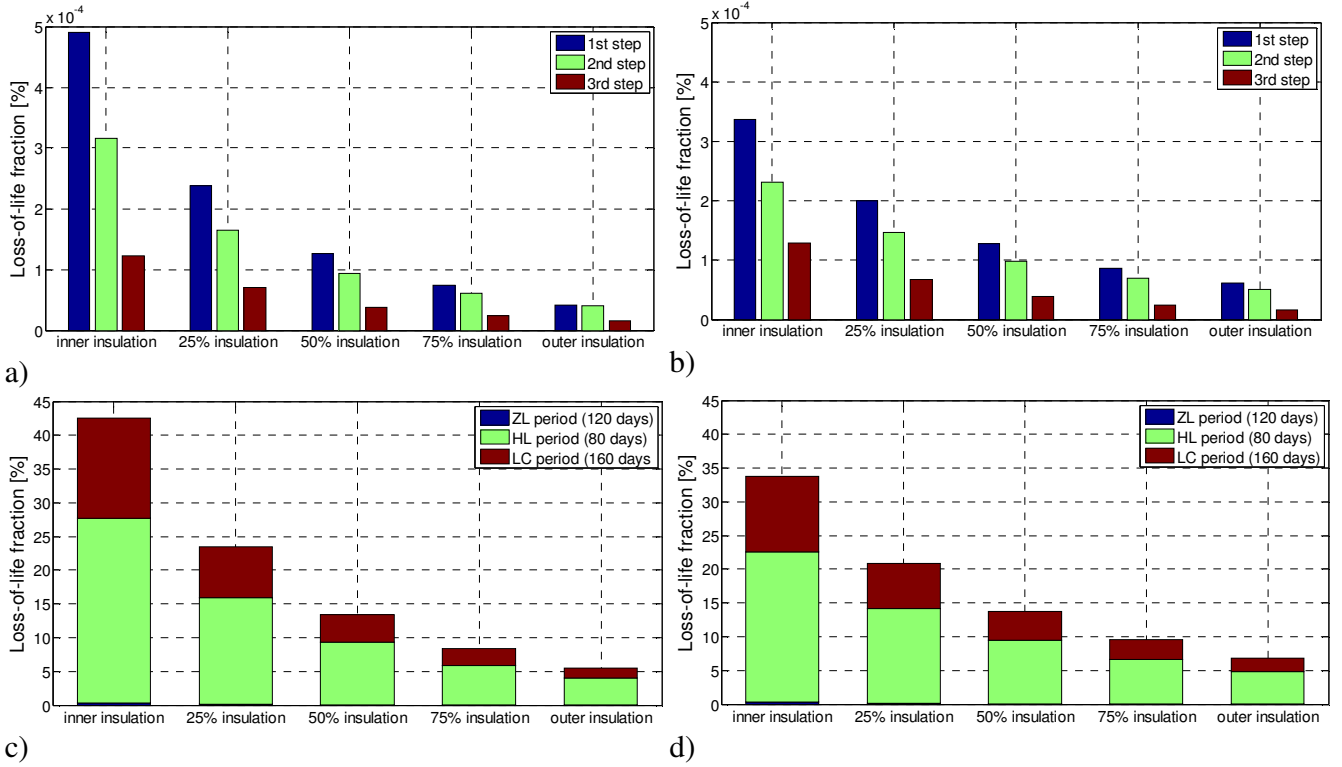 5 x 10⁻⁴
Loss-of-life fraction [%]
5
4
3
2
1
0
1st step
2nd step
3rd step
inner insulation 25% insulation 50% insulation 75% insulation outer insulation
a)
5 x 10⁻⁴
Loss-of-life fraction [%]
4
3
2
1
0
1st step
2nd step
3rd step
inner insulation 25% insulation 50% insulation 75% insulation outer insulation
b)
Loss-of-life fraction [%]
45
40
35
30
25
20
15
10
5
0
ZL period (120 days)
HL period (80 days)
LC period (160 days
inner insulation 25% insulation 50% insulation 75% insulation outer insulation
c)
Loss-of-life fraction [%]
45
40
35
30
25
20
15
10
5
0
ZL period (120 days)
HL period (80 days)
LC period (160 days)
inner insulation 25% insulation 50% insulation 75% insulation outer insulation
d)